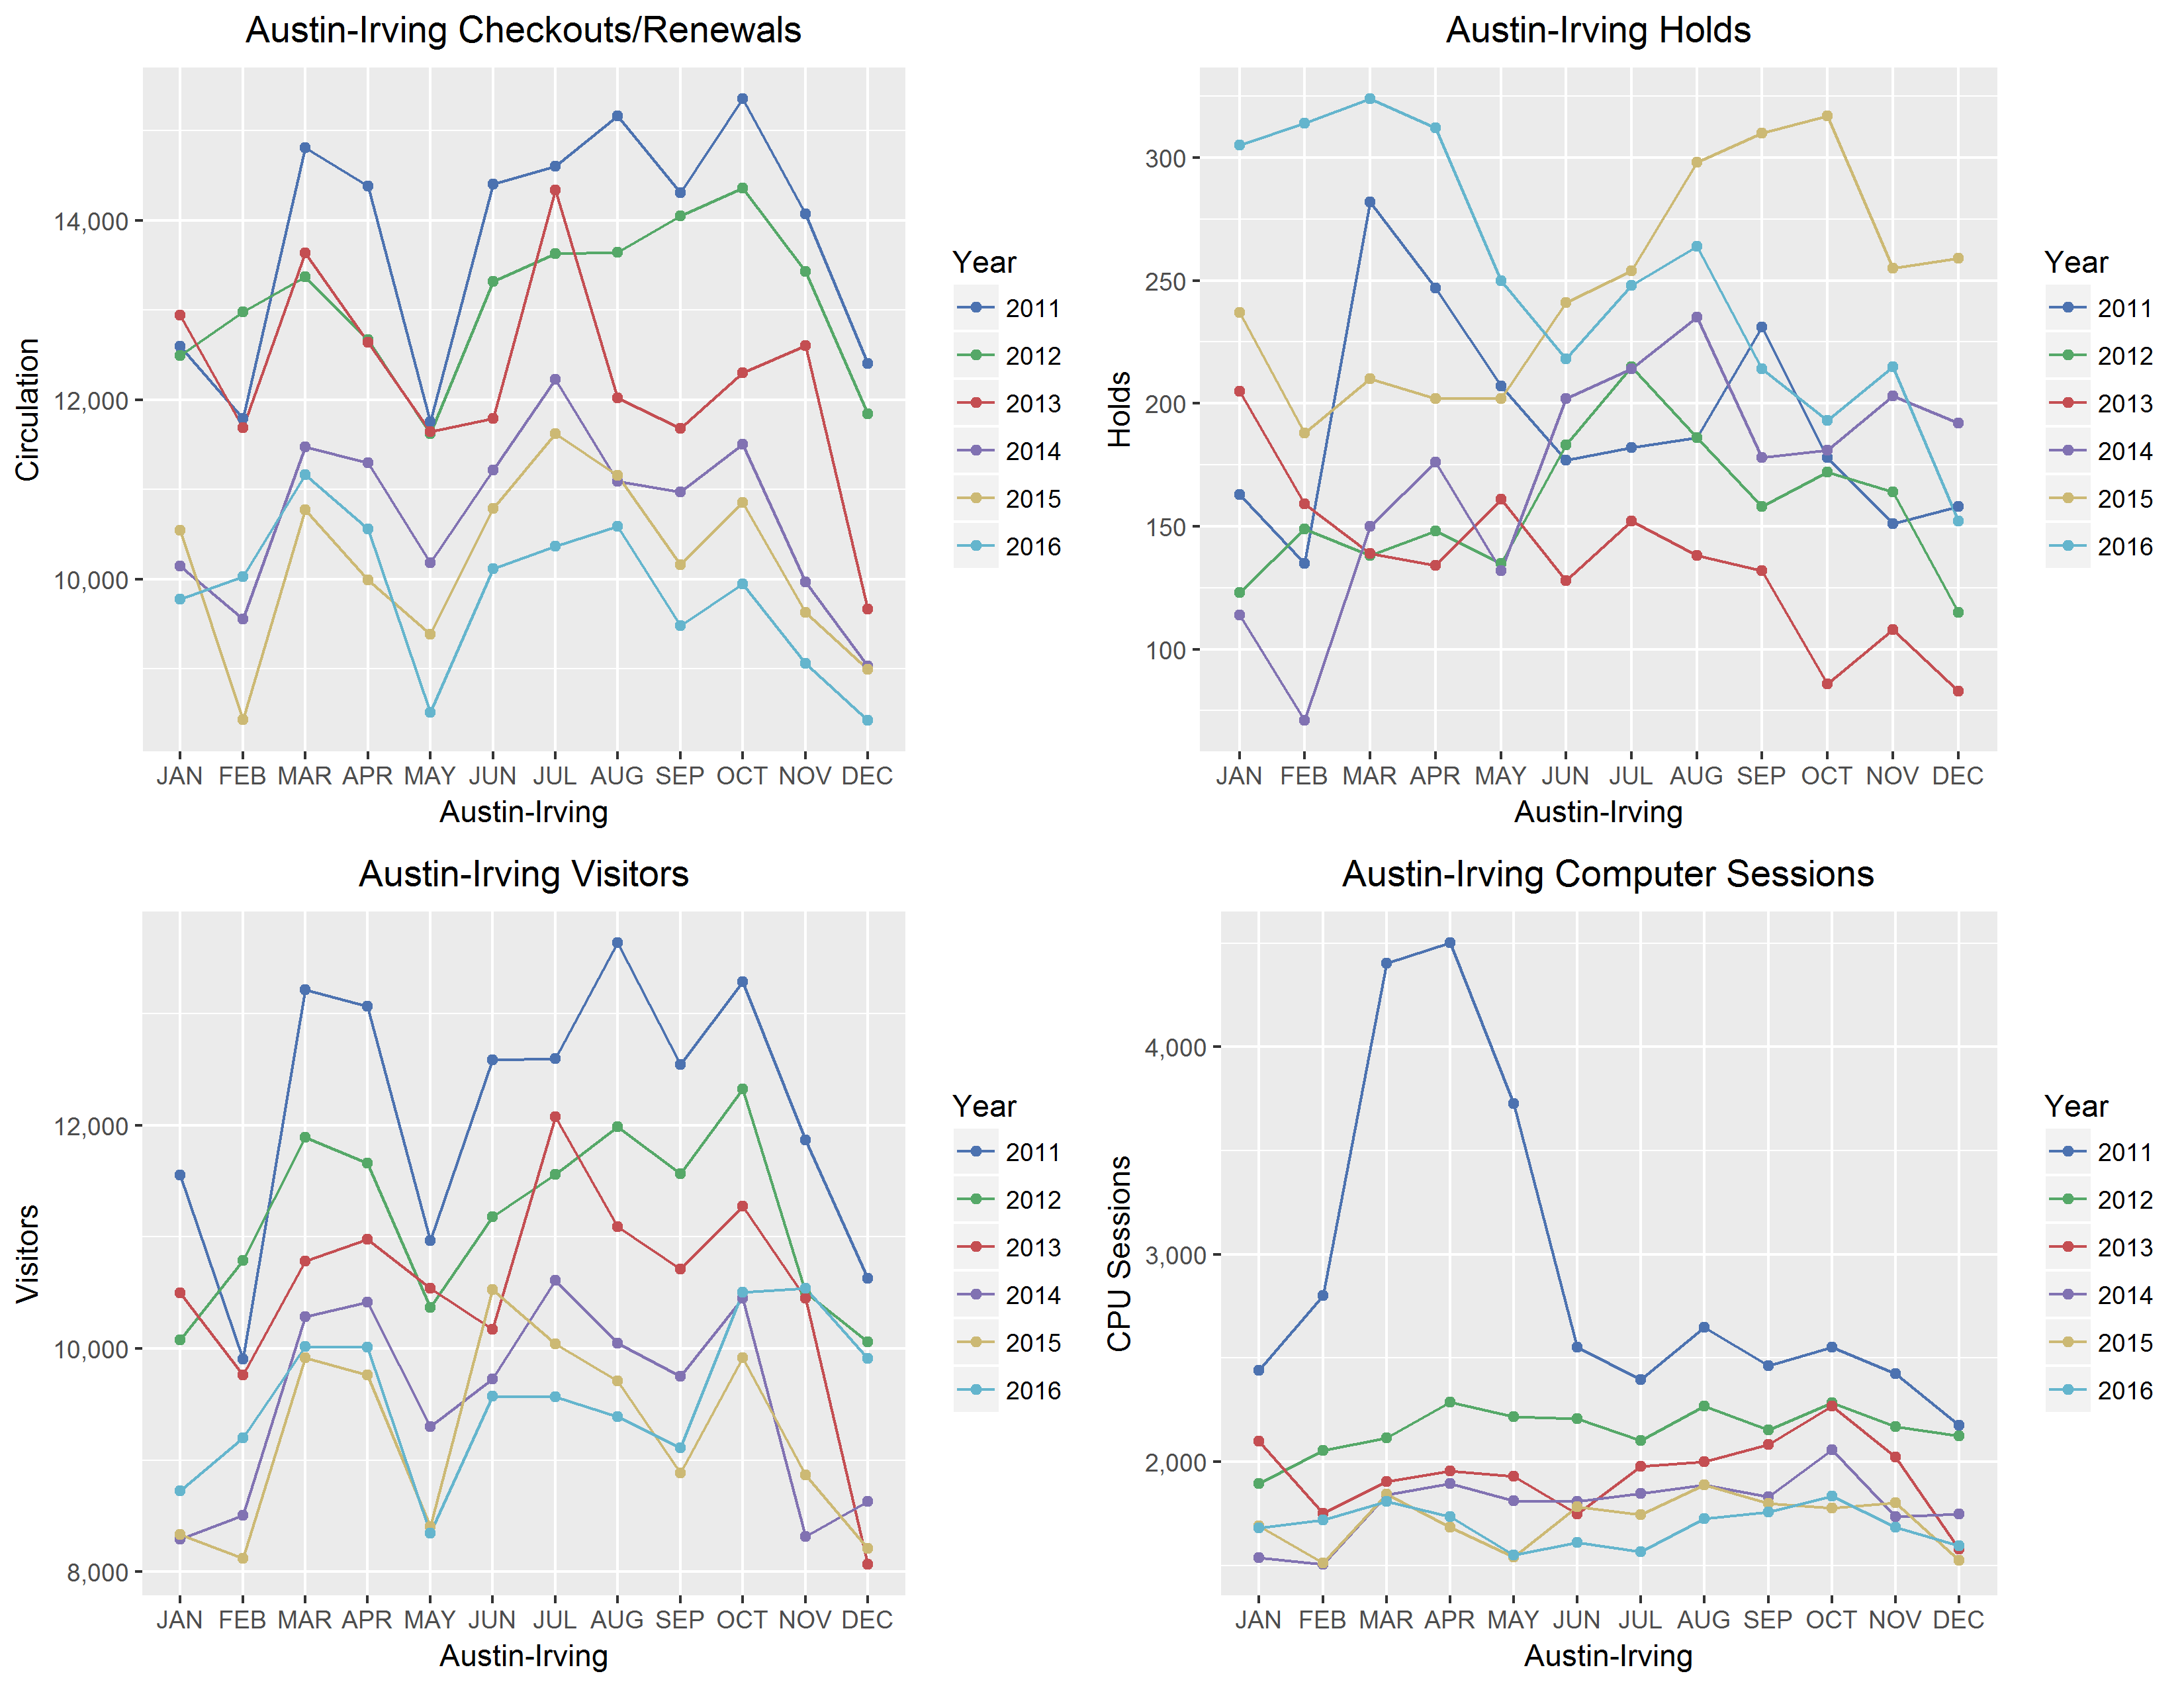 Austin-Irving Checkouts/Renewals
Circulation
14,000
12,000
10,000
JAN FEB MAR APR MAY JUN JUL AUG SEP OCT NOV DEC
Austin-Irving
Year
2011
2012
2013
2014
2015
2016
Austin-Irving Holds
Holds
300
250
200
150
100
JAN FEB MAR APR MAY JUN JUL AUG SEP OCT NOV DEC
Austin-Irving
Year
2011
2012
2013
2014
2015
2016
Austin-Irving Visitors
Visitors
12,000
10,000
8,000
JAN FEB MAR APR MAY JUN JUL AUG SEP OCT NOV DEC
Austin-Irving
Year
2011
2012
2013
2014
2015
2016
Austin-Irving Computer Sessions
CPU Sessions
4,000
3,000
2,000
JAN FEB MAR APR MAY JUN JUL AUG SEP OCT NOV DEC
Austin-Irving
Year
2011
2012
2013
2014
2015
2016